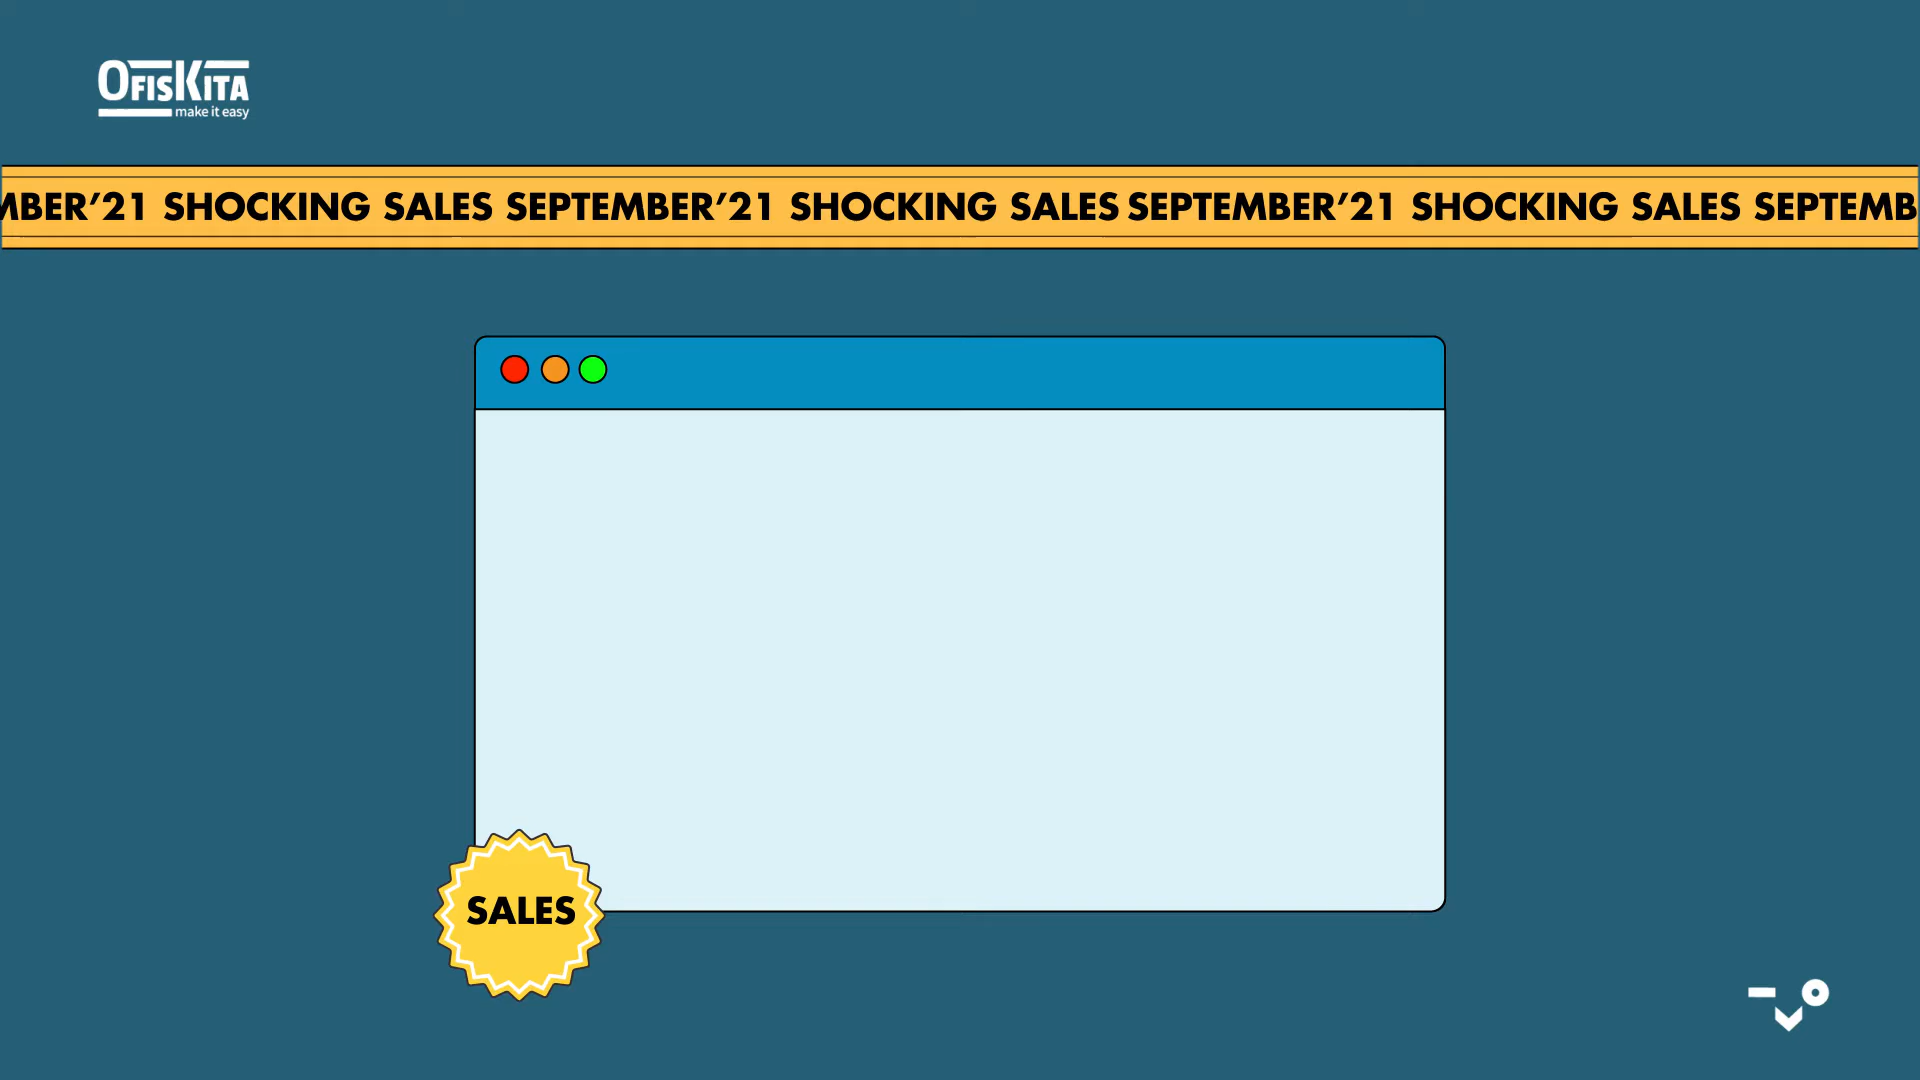 OFISKITA
make it easy
MBER’21 SHOCKING SALES SEPTEMBER’21 SHOCKING SALES SEPTEMBER’21 SHOCKING SALES SEPTEMB
SALES